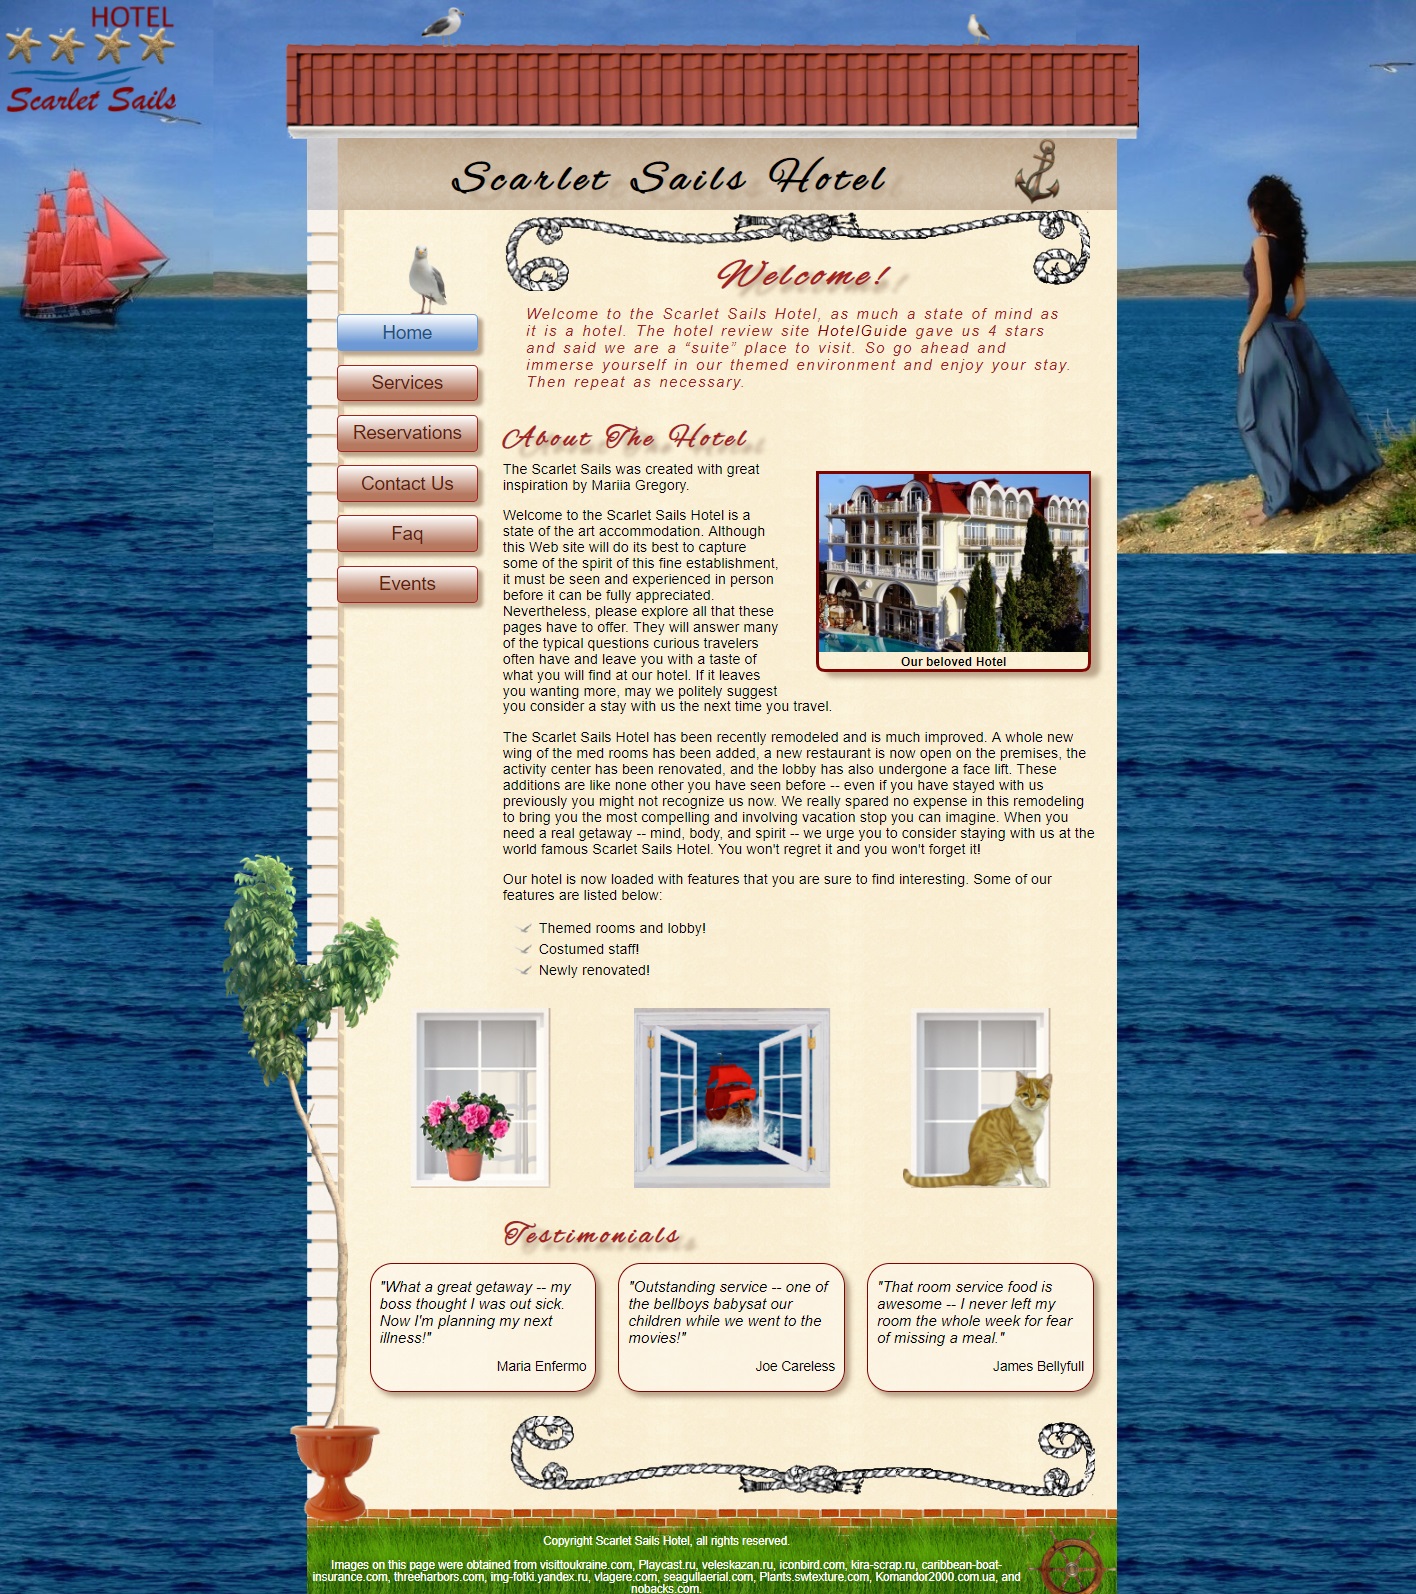 HOTEL
Scarlet Sails
Scarlet Sails Hotel
Welcome!
Welcome to the Scarlet Sails Hotel, as much a state of mind as
it is a hotel. The hotel review site HotelGuide gave us 4 stars
and said we are a “suite” place to visit. So go ahead and
immerse yourself in our themed environment and enjoy your stay.
Then repeat as necessary.
Home
Services
Reservations
Contact Us
Faq
Events
About The Hotel
The Scarlet Sails was created with great
inspiration by Mariia Gregory.
Welcome to the Scarlet Sails Hotel is a
state of the art accommodation. Although
this Web site will do its best to capture
some of the spirit of this fine establishment,
it must be seen and experienced in person
before it can be fully appreciated.
Nevertheless, please explore all that these
pages have to offer. They will answer many
of the typical questions curious travelers
often have and leave you with a taste of
what you will find at our hotel. If it leaves
you wanting more, may we politely suggest
you consider a stay with us the next time you travel.
Our beloved Hotel
The Scarlet Sails Hotel has been recently remodeled and is much improved. A whole new
wing of the med rooms has been added, a new restaurant is now open on the premises, the
activity center has been renovated, and the lobby has also undergone a face lift. These
additions are like none other you have seen before -- even if you have stayed with us
previously you might not recognize us now. We really spared no expense in this remodeling
to bring you the most compelling and involving vacation stop you can imagine. When you
need a real getaway -- mind, body, and spirit -- we urge you to consider staying with us at the
world famous Scarlet Sails Hotel. You won't regret it and you won't forget it!
Our hotel is now loaded with features that you are sure to find interesting. Some of our
features are listed below:
Themed rooms and lobby!
Costumed staff!
Newly renovated!
Testimonials
"What a great getaway -- my
boss thought I was out sick.
Now I'm planning my next
illness!"
Maria Enfermo
"Outstanding service -- one of
the bellboys babysat our
children while we went to the
movies!"
Joe Careless
"That room service food is
awesome -- I never left my
room the whole week for fear
of missing a meal."
James Bellyfull
Copyright Scarlet Sails Hotel, all rights reserved.
Images on this page were obtained from visittoukraine.com, Playcast.ru, veleskazan.ru, iconbird.com, kira-scrap.ru, caribbean-boat-
insurance.com, threeharbors.com, img-fotki.yandex.ru, vlagere.com, seagullaerial.com, Plants.swtexture.com, Komandor2000.com.ua, and
nobacks.com.